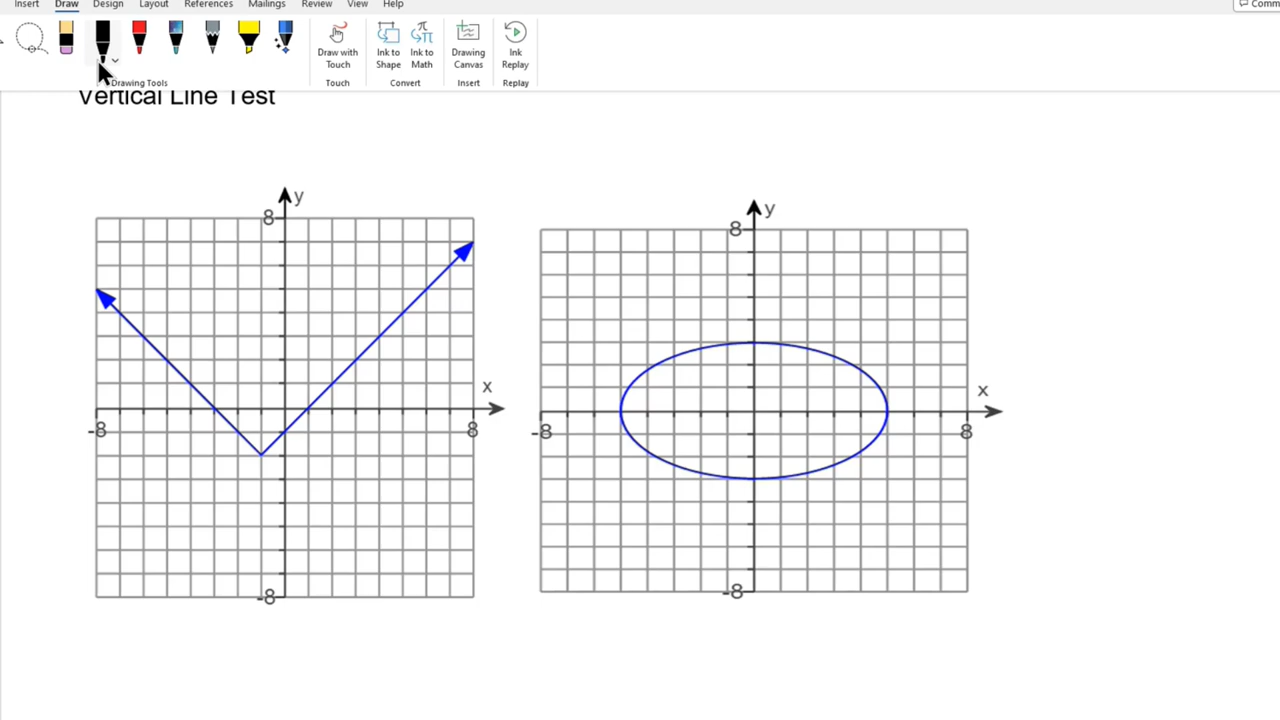 Insert Draw Design Layout References Mailings Review View Help
Draw with Touch
Ink to Shape
Ink to Math
Drawing Canvas
Ink Replay
Drawing Tools Touch Convert Insert Replay
Vertical Line Test
y
8
x
-8
8
-8
y
8
x
-8
8
-8